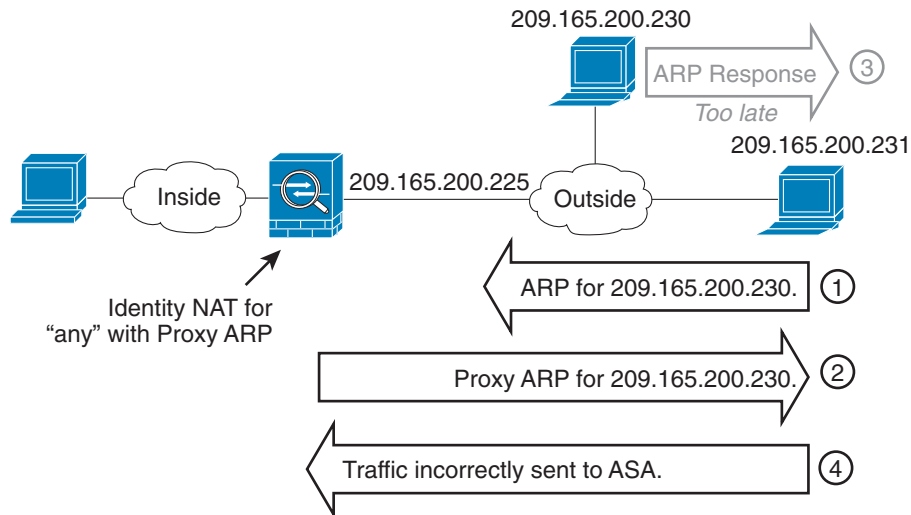 209.165.200.230
ARP Response
3
Too late
209.165.200.231
Inside
209.165.200.225
Outside
Identity NAT for
“any” with Proxy ARP
ARP for 209.165.200.230.
1
Proxy ARP for 209.165.200.230.
2
Traffic incorrectly sent to ASA.
4